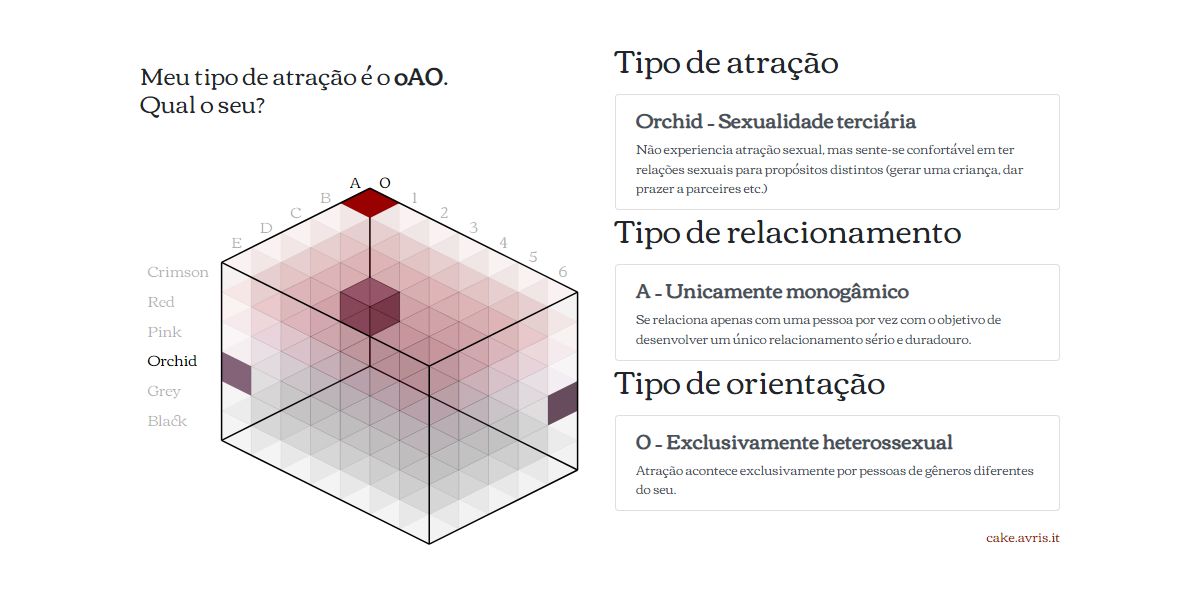 Meu tipo de atração é o oAO.
Qual o seu?
A O
B 1
C 2
D 3
E 4
5
6
Crimson
Red
Pink
Orchid
Grey
Black
Tipo de atração
Orchid - Sexualidade terciária
Não experiencia atração sexual, mas sente-se confortável em ter
relações sexuais para propósitos distintos (gerar uma criança, dar
prazer a parceires etc.)
Tipo de relacionamento
A - Unicamente monogâmico
Se relaciona apenas com uma pessoa por vez com o objetivo de
desenvolver um único relacionamento sério e duradouro.
Tipo de orientação
O - Exclusivamente heterossexual
Atração acontece exclusivamente por pessoas de gêneros diferentes
do seu.
cake.avris.it